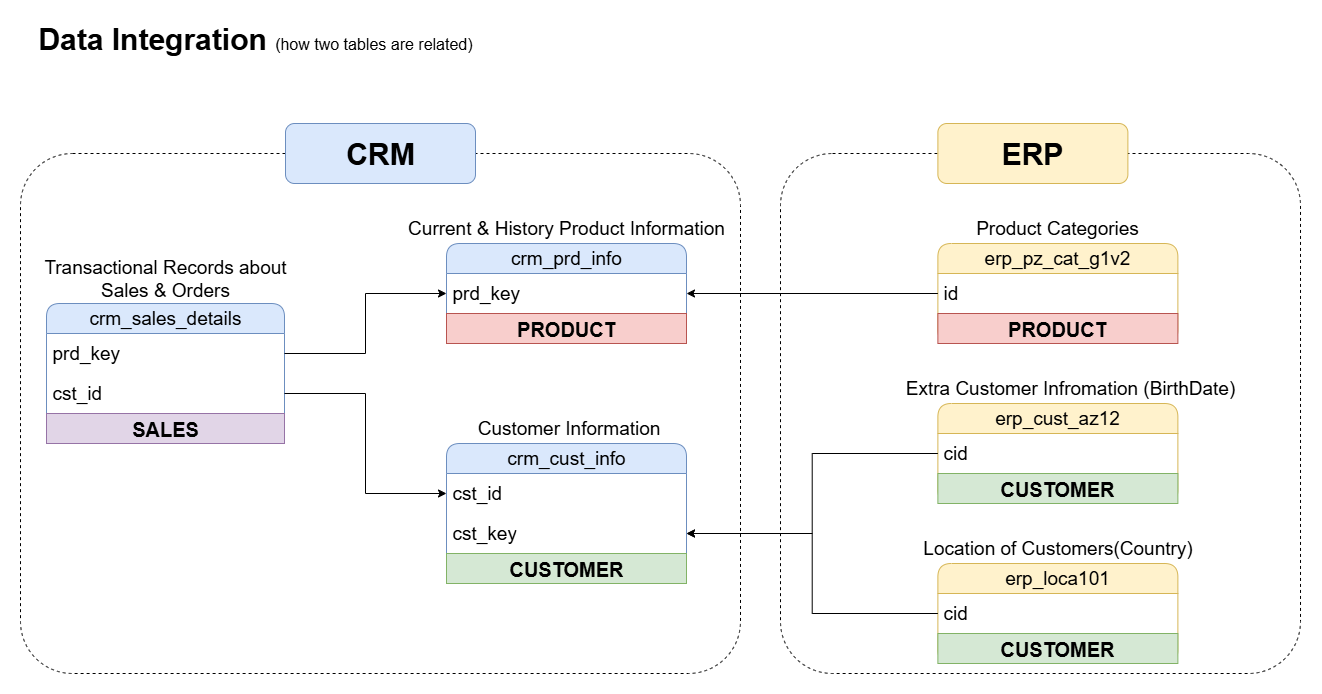 Data Integration (how two tables are related)
CRM
Transactional Records about
Sales & Orders
crm_sales_details
prd_key
cst_id
SALES
Current & History Product Information
crm_prd_info
prd_key
PRODUCT
Customer Information
crm_cust_info
cst_id
cst_key
CUSTOMER
ERP
Product Categories
erp_pz_cat_g1v2
id
PRODUCT
Extra Customer Infromation (BirthDate)
erp_cust_az12
cid
CUSTOMER
Location of Customers(Country)
erp_loca101
cid
CUSTOMER